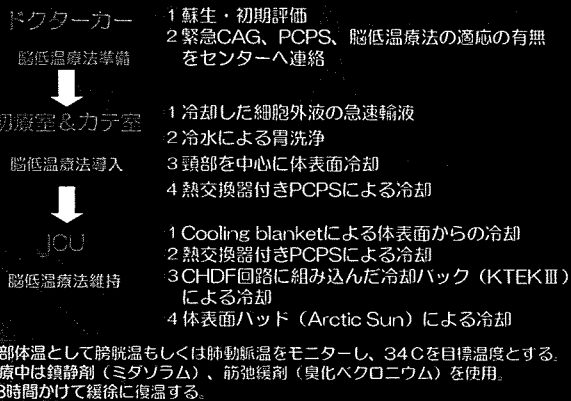 ドクターカー
1 蘇生・初期評価
2 緊急CAG、PCPS、脳低温療法の適応の有無
をセンターへ連絡
脳低温療法準備
初療室&カテ室
1 冷却した細胞外液の急速輸液
2 冷水による胃洗浄
脳低温療法導入
3 頸部を中心に体表面冷却
4 熱交換器付きPCPSによる冷却
ICU
1 Cooling blanketによる体表面からの冷却
2 熱交換器付きPCPSによる冷却
脳低温療法維持
3 CHDF回路に組み込んだ冷却パック（KTEKⅢ）
による冷却
4 体表面パッド（Arctic Sun）による冷却
部体温として膀胱温もしくは肺動脈温をモニターし、34Cを目標温度とする。
療中は鎮静剤（ミダゾラム）、筋弛緩剤（臭化ベクロニウム）を使用。
8時間かけて緩徐に復温する。